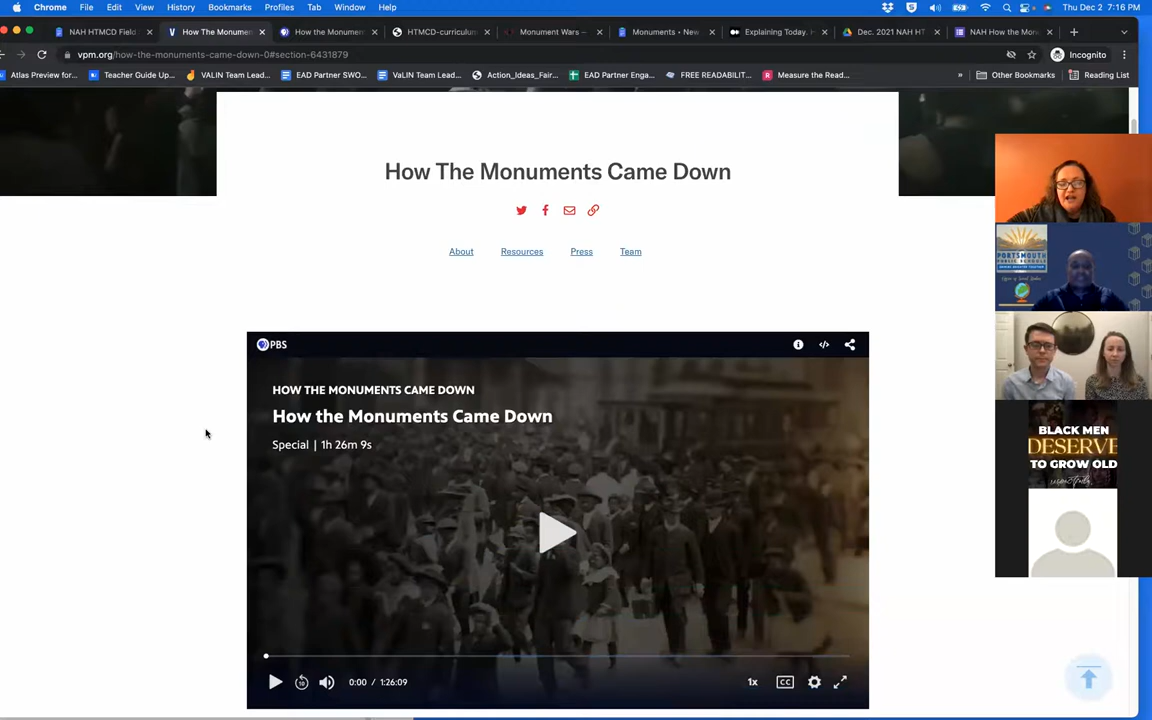 Chrome File Edit View History Bookmarks Profiles Tab Window Help Thu Dec 2 7:16 PM
NAH HTMCD Field How The Monumen How the Monumen HTMCD-curriculum Monument Wars — Monuments • New Explaining Today. H Dec. 2021 NAH HT NAH How the Mon
vpm.org/how-the-monuments-came-down-0#section-6431879 Incognito
Atlas Preview for... Teacher Guide Up... VALIN Team Lead... EAD Partner SWO... VaLIN Team Lead... Action_Ideas_Fair... EAD Partner Enga... FREE READABILIT... Measure the Read... » Other Bookmarks Reading List
How The Monuments Came Down
About Resources Press Team
PBS
HOW THE MONUMENTS CAME DOWN
How the Monuments Came Down
Special | 1h 26m 9s
10 0:00 / 1:26:09 1x CC
PORTSMOUTH
PUBLIC SCHOOLS
BLACK MEN
DESERVE
TO GROW OLD